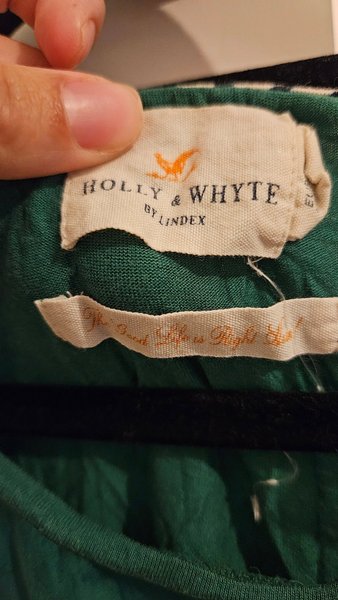 HOLLY & WHYTE
BY LINDEX
The Good Life is Right Here!